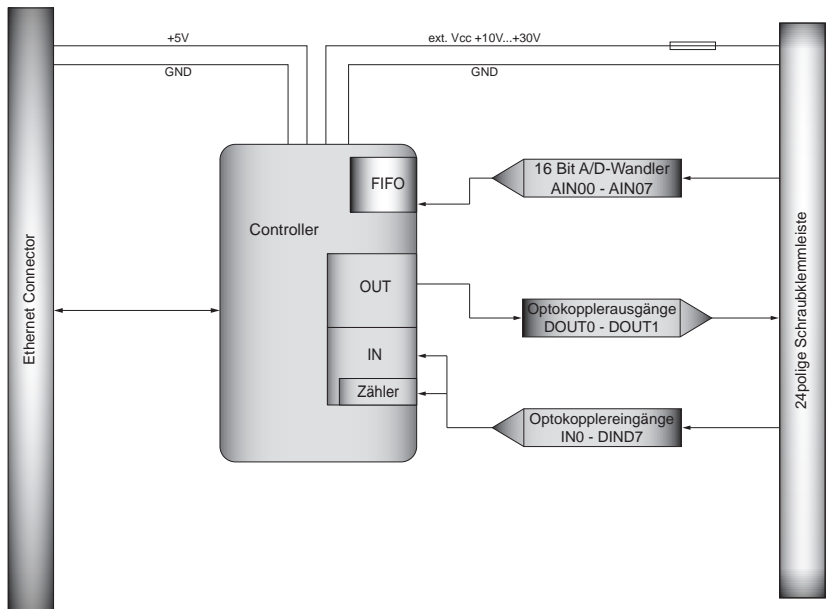 +5V
ext. Vcc +10V...+30V
GND
GND
16 Bit A/D-Wandler
AIN00 - AIN07
FIFO
Controller
OUT
Optokopplerausgänge
DOUT0 - DOUT1
IN
Zähler
Optokopplereingänge
IN0 - DIND7
Ethernet Connector
24polige Schraubklemmleiste